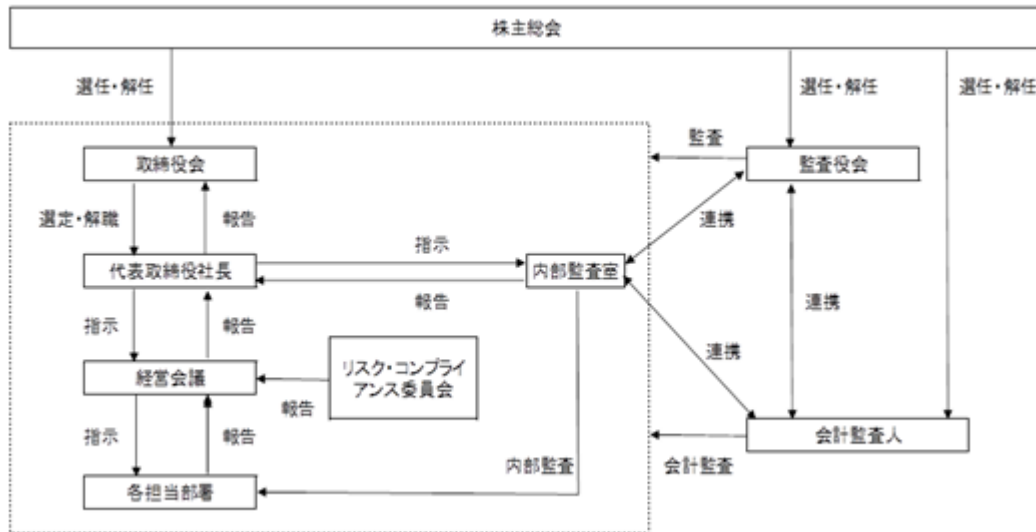 株主総会
選任・解任
選任・解任
選任・解任
取締役会
監査
監査役会
選定・解職
報告
連携
代表取締役社長
指示
報告
内部監査室
連携
指示
報告
連携
経営会議
報告
リスク・コンプライ
アンス委員会
指示
報告
内部監査
会計監査
会計監査人
各担当部署